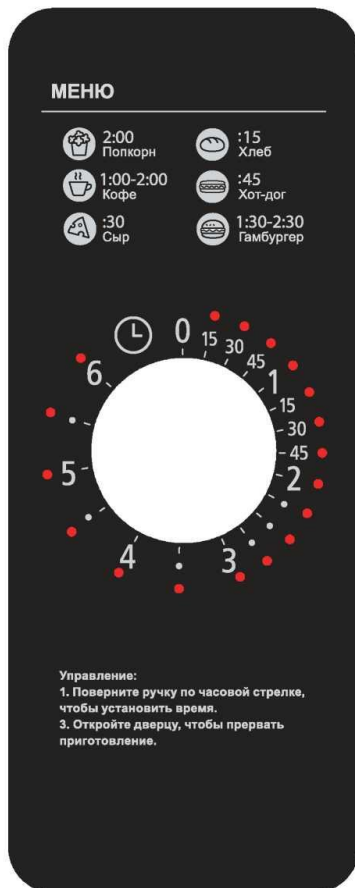 МЕНЮ
2:00
Попкорн
:15
Хлеб
1:00-2:00
Кофе
:45
Хот-дог
:30
Сыр
1:30-2:30
Гамбургер
0
15
30
45
1
15
30
45
2
3
4
5
6
Управление:
1. Поверните ручку по часовой стрелке,
чтобы установить время.
3. Откройте дверцу, чтобы прервать
приготовление.